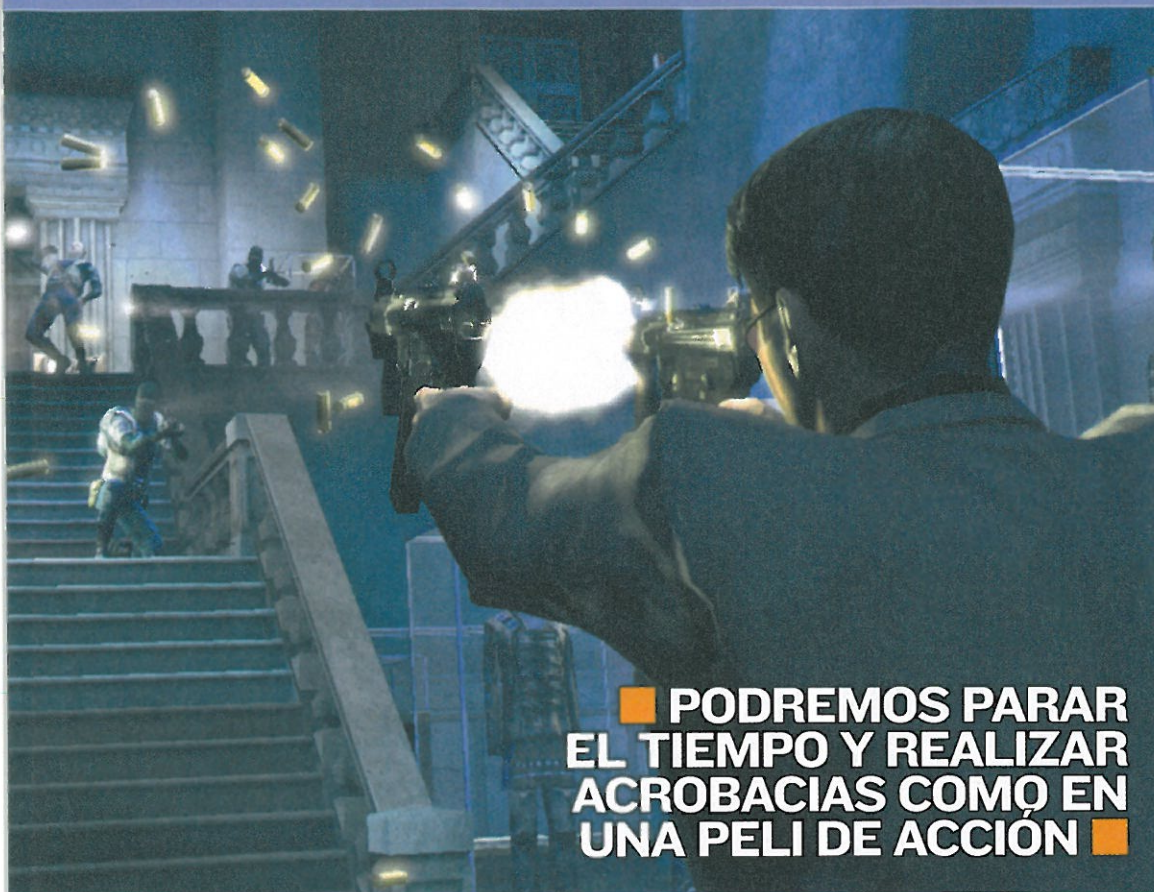 PODREMOS PARAR
EL TIEMPO Y REALIZAR
ACROBACIAS COMO EN
UNA PELI DE ACCIÓN